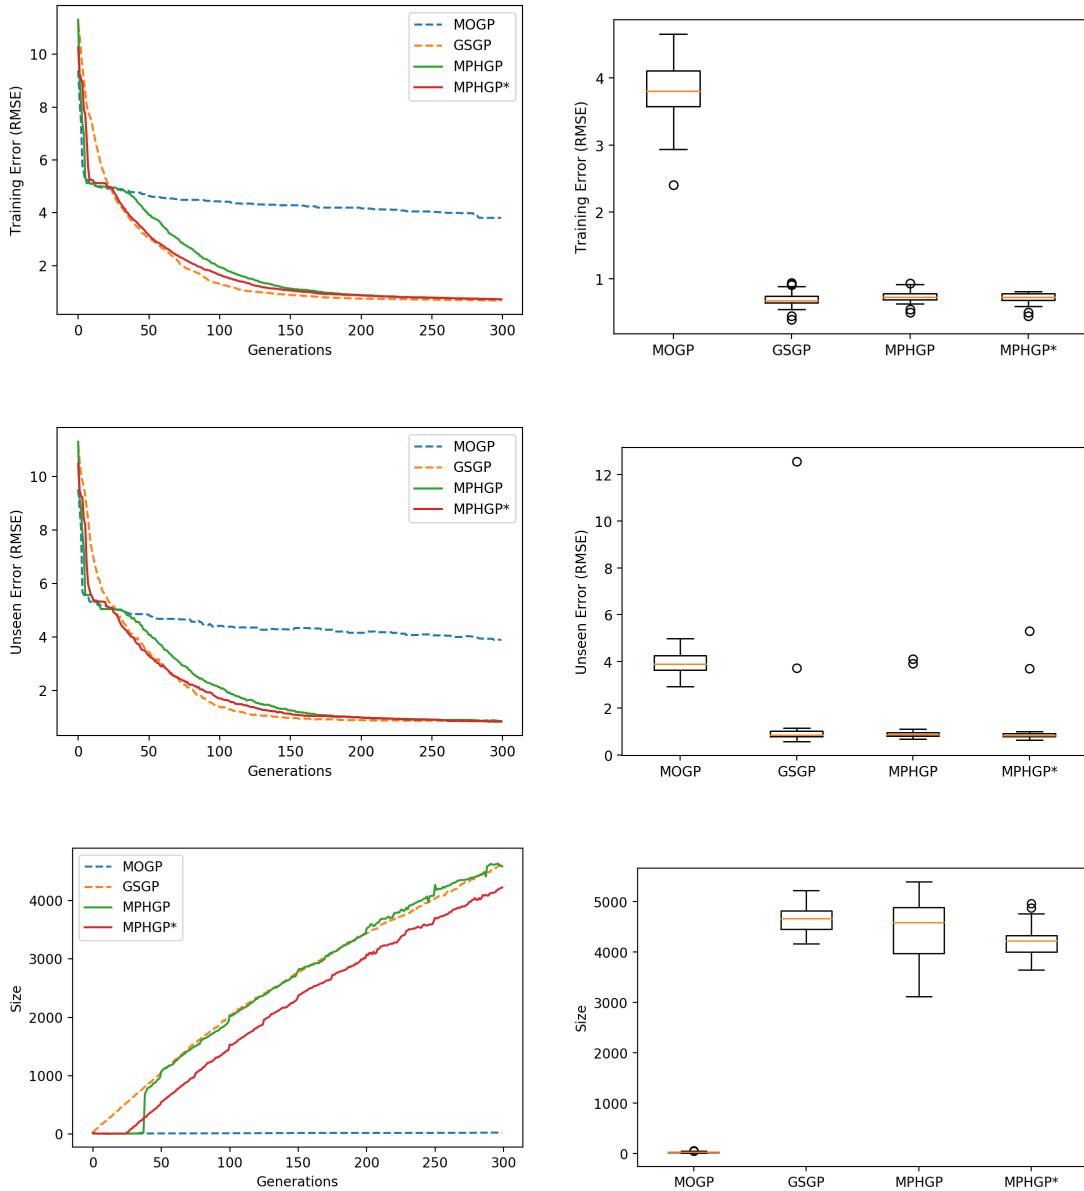 Training Error (RMSE)
10
8
6
4
2
0
50
100
150
200
250
300
Generations
MOGP
GSGP
MPHGP
MPHGP*
Training Error (RMSE)
4
3
2
1
MOGP
GSGP
MPHGP
MPHGP*
Unseen Error (RMSE)
10
8
6
4
2
0
50
100
150
200
250
300
Generations
MOGP
GSGP
MPHGP
MPHGP*
Unseen Error (RMSE)
12
10
8
6
4
2
0
MOGP
GSGP
MPHGP
MPHGP*
Size
4000
3000
2000
1000
0
0
50
100
150
200
250
300
Generations
MOGP
GSGP
MPHGP
MPHGP*
Size
5000
4000
3000
2000
1000
0
MOGP
GSGP
MPHGP
MPHGP*